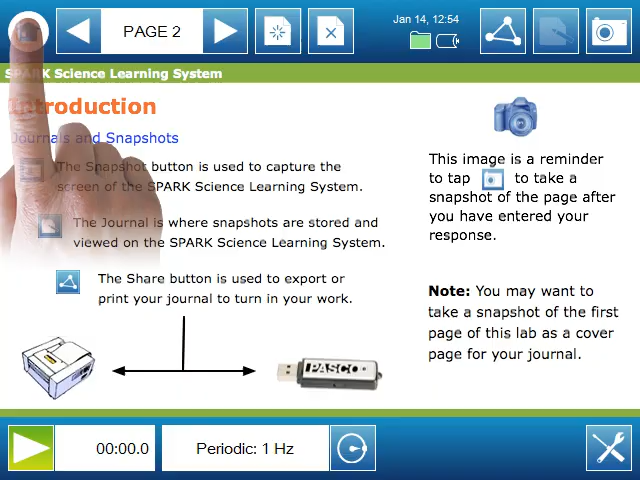 PAGE 2
Jan 14, 12:54
SPARK Science Learning System
Introduction
Journals and Snapshots
The Snapshot button is used to capture the
screen of the SPARK Science Learning System.
The Journal is where snapshots are stored and
viewed on the SPARK Science Learning System.
The Share button is used to export or
print your journal to turn in your work.
PASCO
This image is a reminder
to tap to take a
snapshot of the page after
you have entered your
response.
Note: You may want to
take a snapshot of the first
page of this lab as a cover
page for your journal.
00:00.0
Periodic: 1 Hz